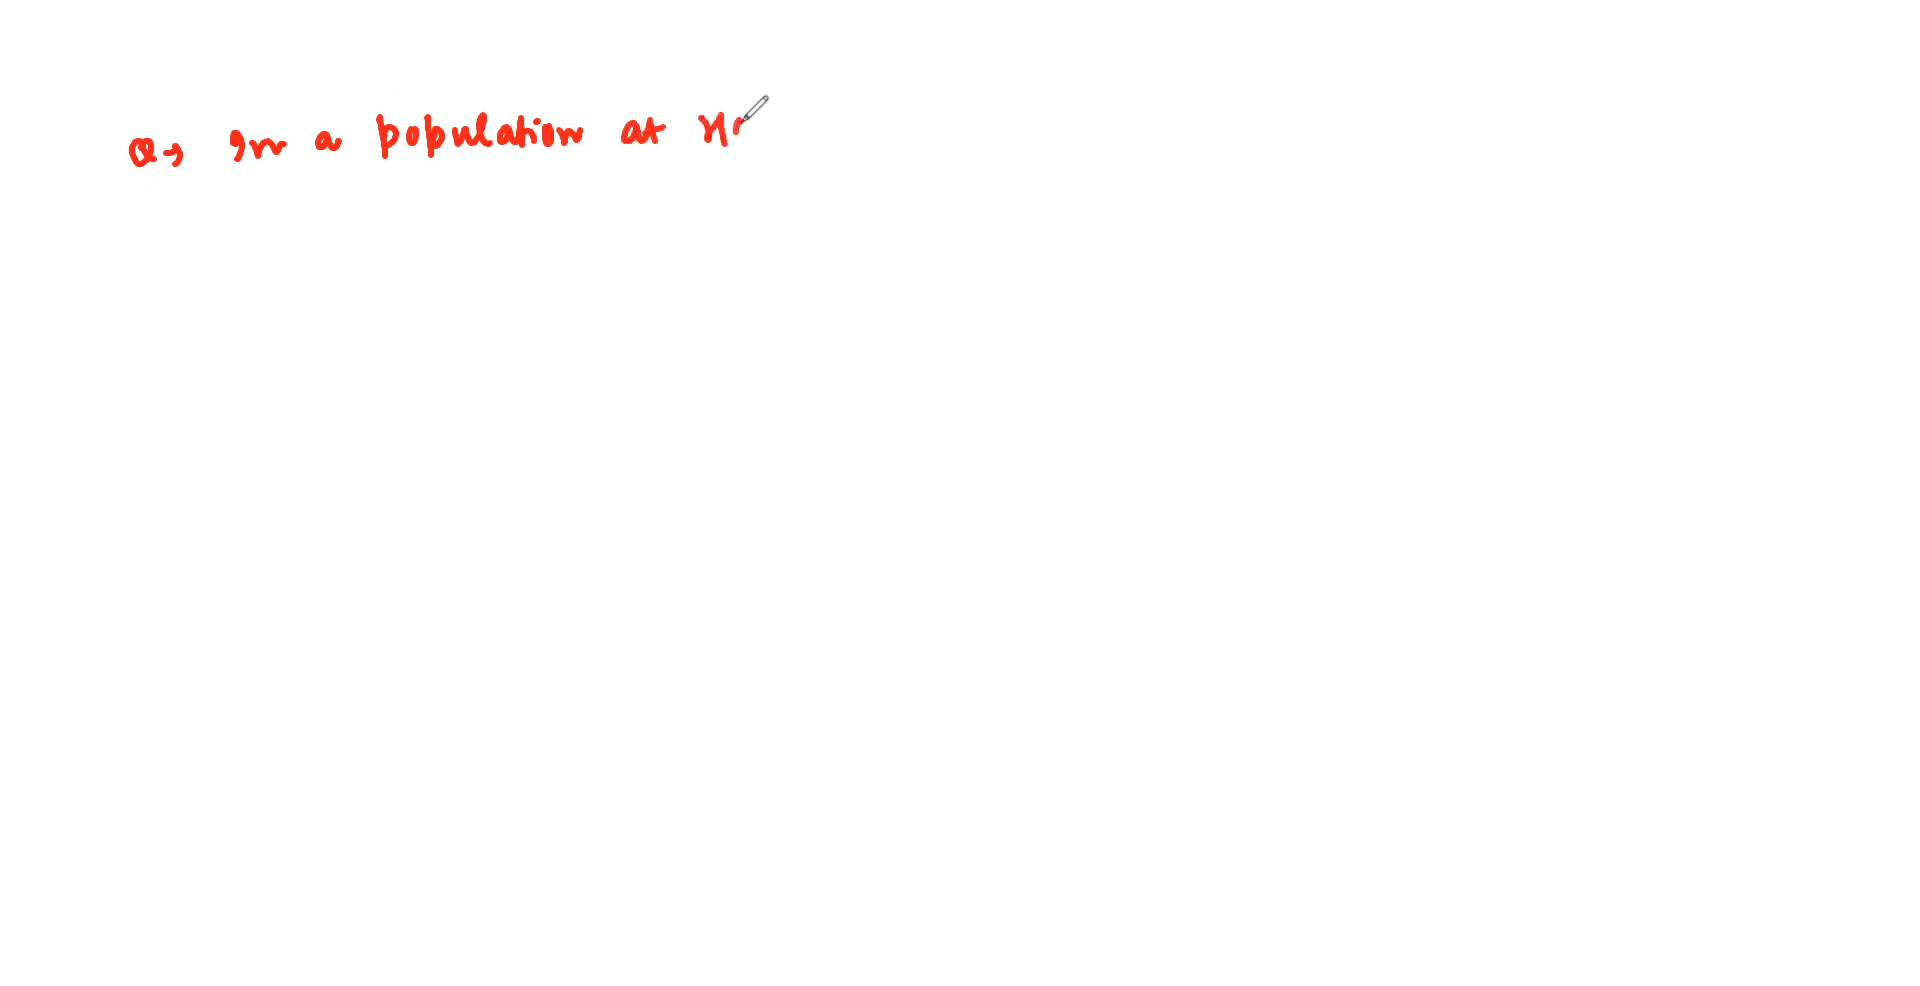 Q→ In a population at